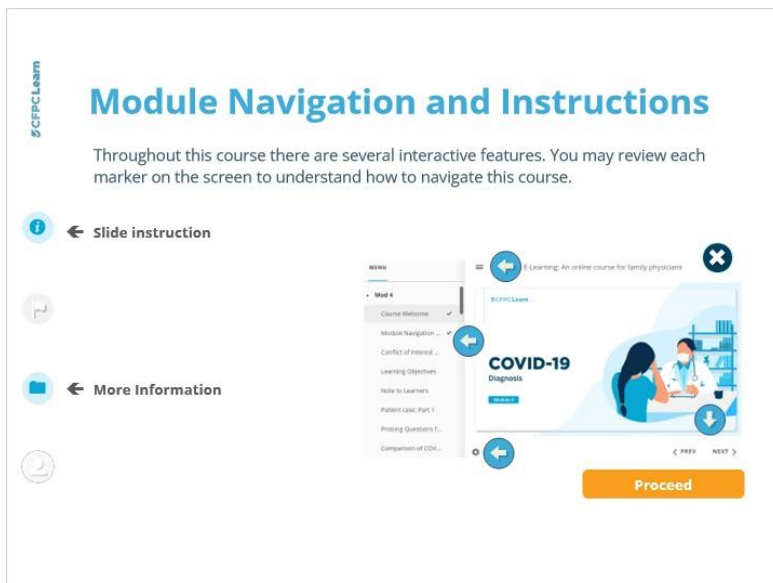 CFPCLearn
Module Navigation and Instructions
Throughout this course there are several interactive features. You may review each
marker on the screen to understand how to navigate this course.
Slide instruction
More Information
MENU
E-Learning: An online course for family physicians
Mod 4
Course Welcome
Module Navigation ...
Conflict of Interest ...
Learning Objectives
Note to Learners
Patient case: Part 1
Probing Questions f...
Comparison of COV...
CFPCLearn
COVID-19
Diagnosis
PREV
NEXT
Proceed